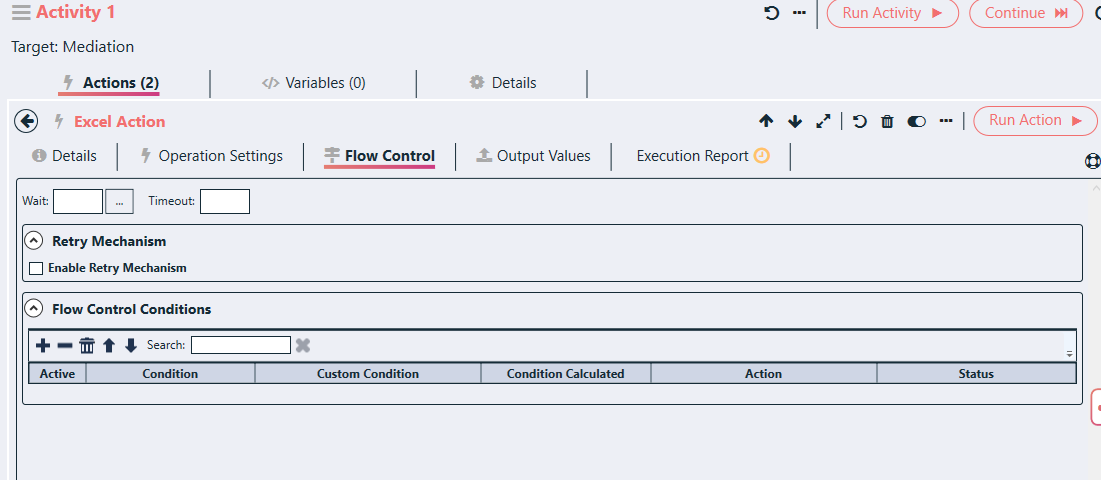 Activity 1
Run Activity
Continue
Target: Mediation
Actions (2)
Variables (0)
Details
Excel Action
Run Action
Details
Operation Settings
Flow Control
Output Values
Execution Report
Wait:
...
Timeout:
Retry Mechanism
Enable Retry Mechanism
Flow Control Conditions
Search:
Active
Condition
Custom Condition
Condition Calculated
Action
Status